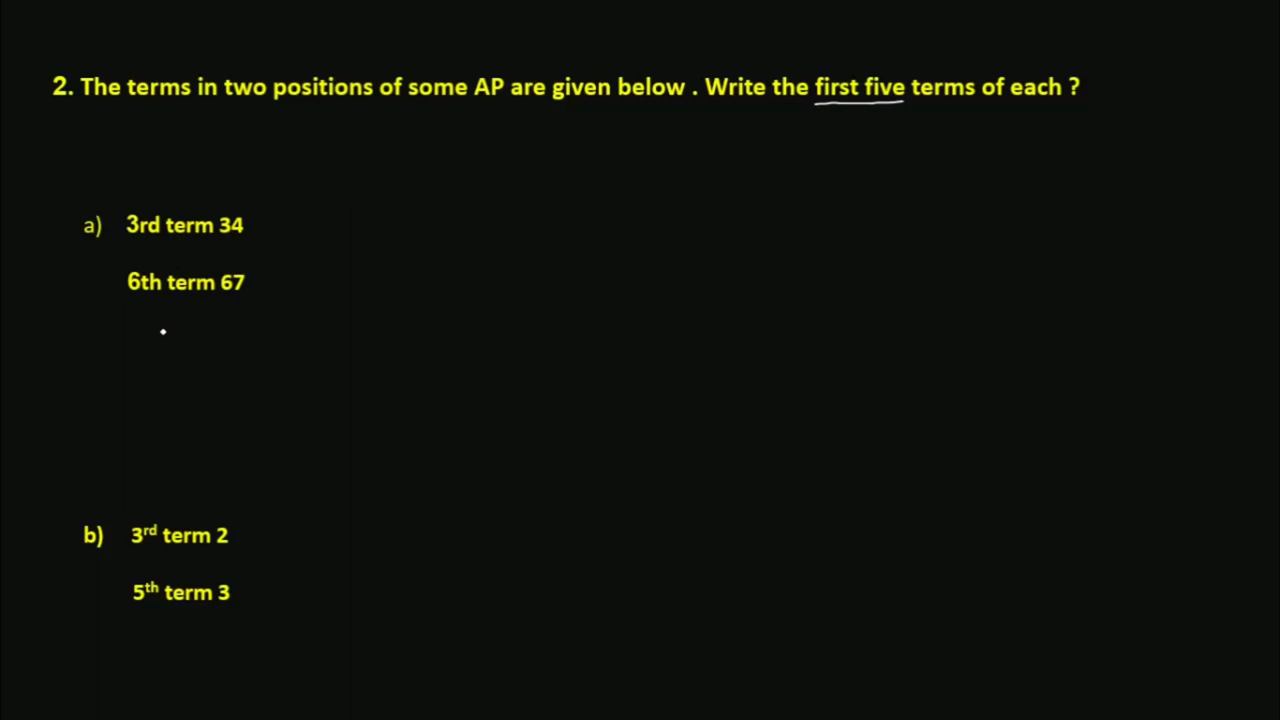 2. The terms in two positions of some AP are given below . Write the first five terms of each ?
a) 3rd term 34
6th term 67
b) 3rd term 2
5th term 3